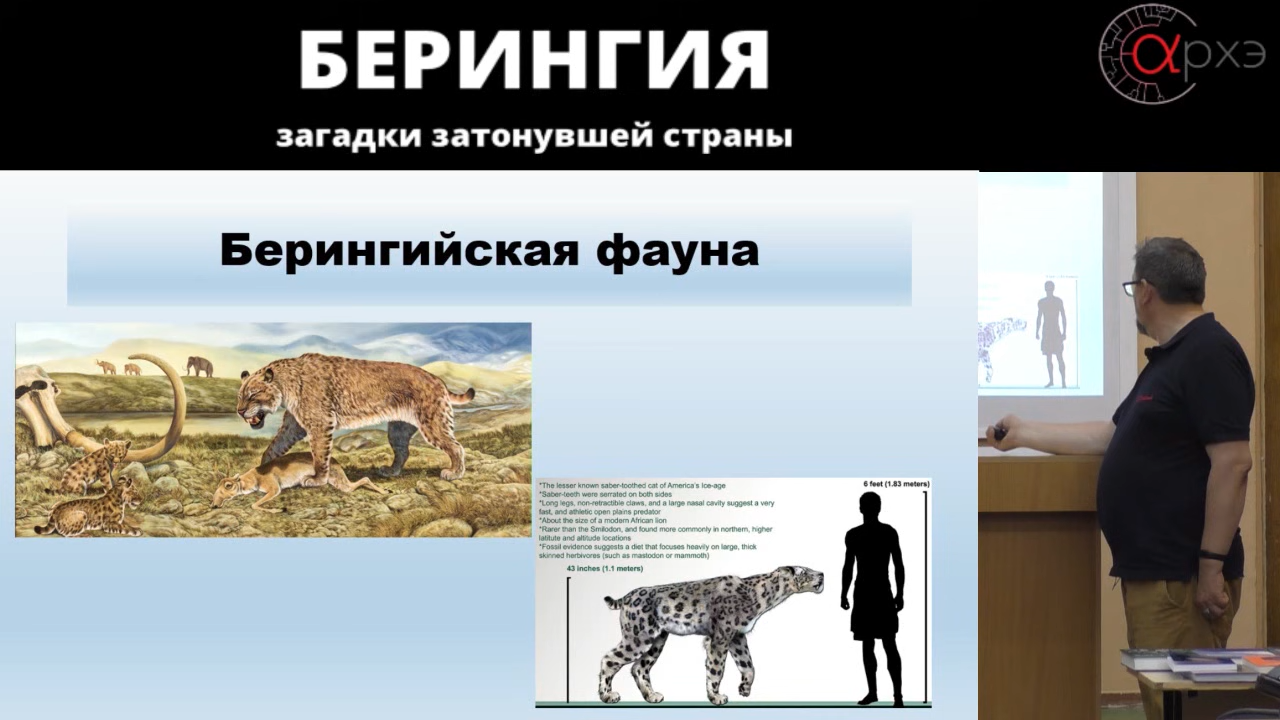 БЕРИНГИЯ
загадки затонувшей страны
αрхэ
Берингийская фауна
*The lesser known saber-toothed cat of America's Ice-age
*Saber-teeth were serrated on both sides
*Long legs, non-retractible claws, and a large nasal cavity suggest a very
fast, and athletic open plains predator
*About the size of a modern African lion
*Rarer than the Smilodon, and found more commonly in northern, higher
latitute and altitude locations
*Fossil evidence suggests a diet that focuses heavily on large, thick
skinned herbivores (such as mastodon or mammoth)
43 inches (1.1 meters)
6 feet (1.83 meters)